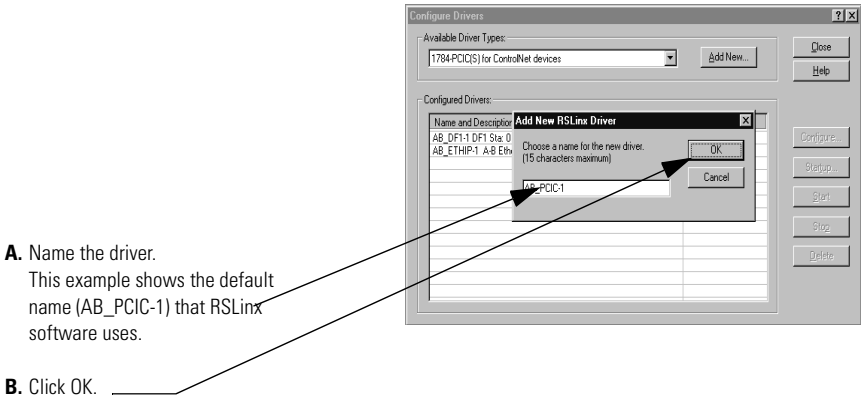 Configure Drivers
Available Driver Types:
1784-PCIC(S) for ControlNet devices
Add New...
Close
Help
Configured Drivers:
Name and Description
AB_DF1-1 DF1 Sta: 0
AB_ETHIP-1 A-B Eth
Add New RSLinx Driver
Choose a name for the new driver.
(15 characters maximum)
AB_PCIC-1
OK
Cancel
Configure...
Startup...
Start
Stop
Delete
A. Name the driver.
This example shows the default
name (AB_PCIC-1) that RSLinx
software uses.
B. Click OK.